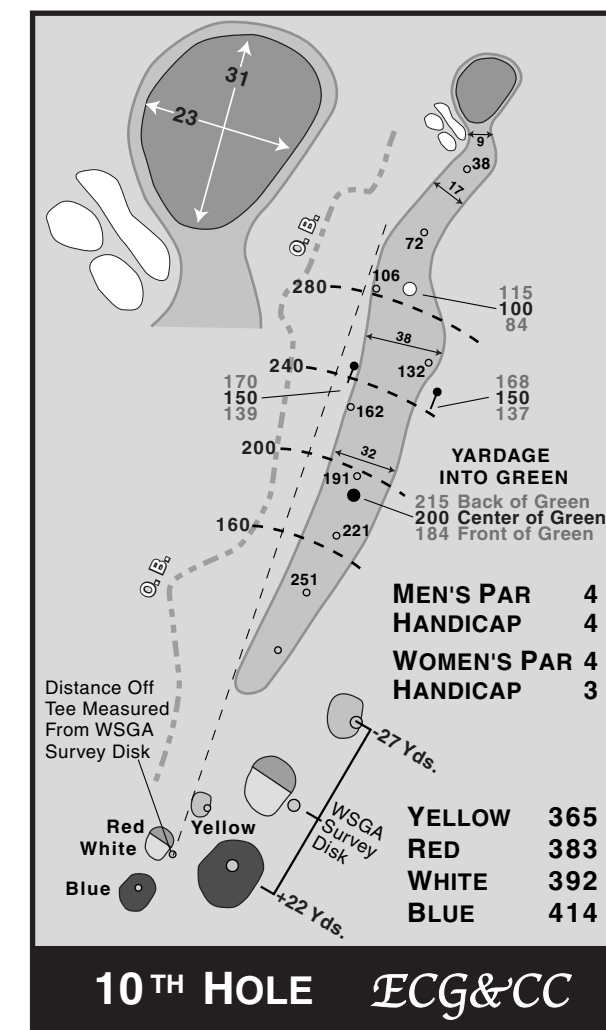 31
23
9
38
17
O. B.
72
106
280
115
100
84
38
240
132
170
150
139
168
150
137
162
32
200
YARDAGE
INTO GREEN
191
215 Back of Green
200 Center of Green
184 Front of Green
160
221
O. B.
251
MEN'S PAR 4
HANDICAP 4
WOMEN'S PAR 4
HANDICAP 3
Distance Off
Tee Measured
From WSGA
Survey Disk
-27 Yds.
WSGA
Survey
Disk
YELLOW 365
RED 383
WHITE 392
BLUE 414
Red
White
Yellow
Blue
+22 Yds.
10TH HOLE ECG&CC